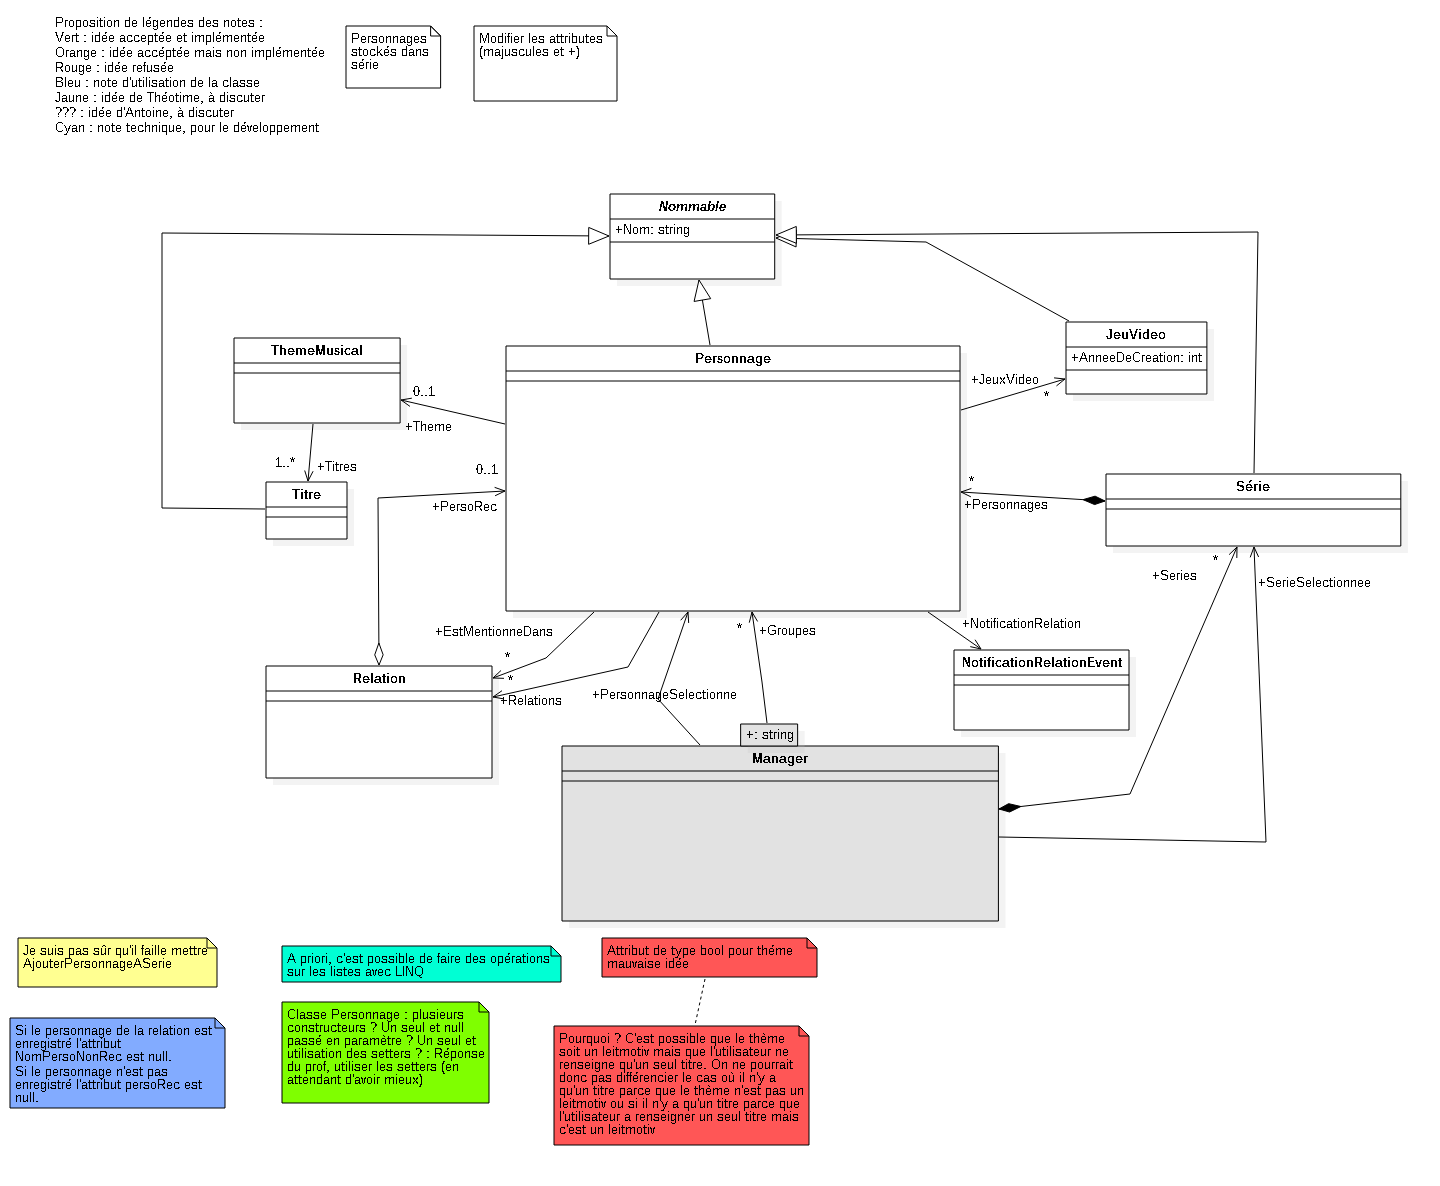 Proposition de légendes des notes :
Vert : idée acceptée et implémentée
Orange : idée accéptée mais non implémentée
Rouge : idée refusée
Bleu : note d'utilisation de la classe
Jaune : idée de Théotime, à discuter
??? : idée d'Antoine, à discuter
Cyan : note technique, pour le développement
Personnages
stockés dans
série
Modifier les attributes
(majuscules et +)
Nommable
+Nom: string
ThemeMusical
Personnage
JeuVideo
+AnneeDeCreation: int
0..1
+Theme
+JeuxVideo
*
1..*
+Titres
Titre
0..1
+PersoRec
*
+Personnages
Série
*
+Series
+SerieSelectionnee
+EstMentionneDans
*
*
+Relations
+PersonnageSelectionne
*
+Groupes
+NotificationRelation
NotificationRelationEvent
Relation
+: string
Manager
Je suis pas sûr qu'il faille mettre
AjouterPersonnageASerie
A priori, c'est possible de faire des opérations
sur les listes avec LINQ
Attribut de type bool pour théme
mauvaise idée
Si le personnage de la relation est
enregistré l'attribut
NomPersoNonRec est null.
Si le personnage n'est pas
enregistré l'attribut persoRec est
null.
Classe Personnage : plusieurs
constructeurs ? Un seul et null
passé en paramètre ? Un seul et
utilisation des setters ? : Réponse
du prof, utiliser les setters (en
attendant d'avoir mieux)
Pourquoi ? C'est possible que le thème
soit un leitmotiv mais que l'utilisateur ne
renseigne qu'un seul titre. On ne pourrait
donc pas différencier le cas où il n'y a
qu'un titre parce que le thème n'est pas un
leitmotiv ou si il n'y a qu'un titre parce que
l'utilisateur a renseigner un seul titre mais
c'est un leitmotiv